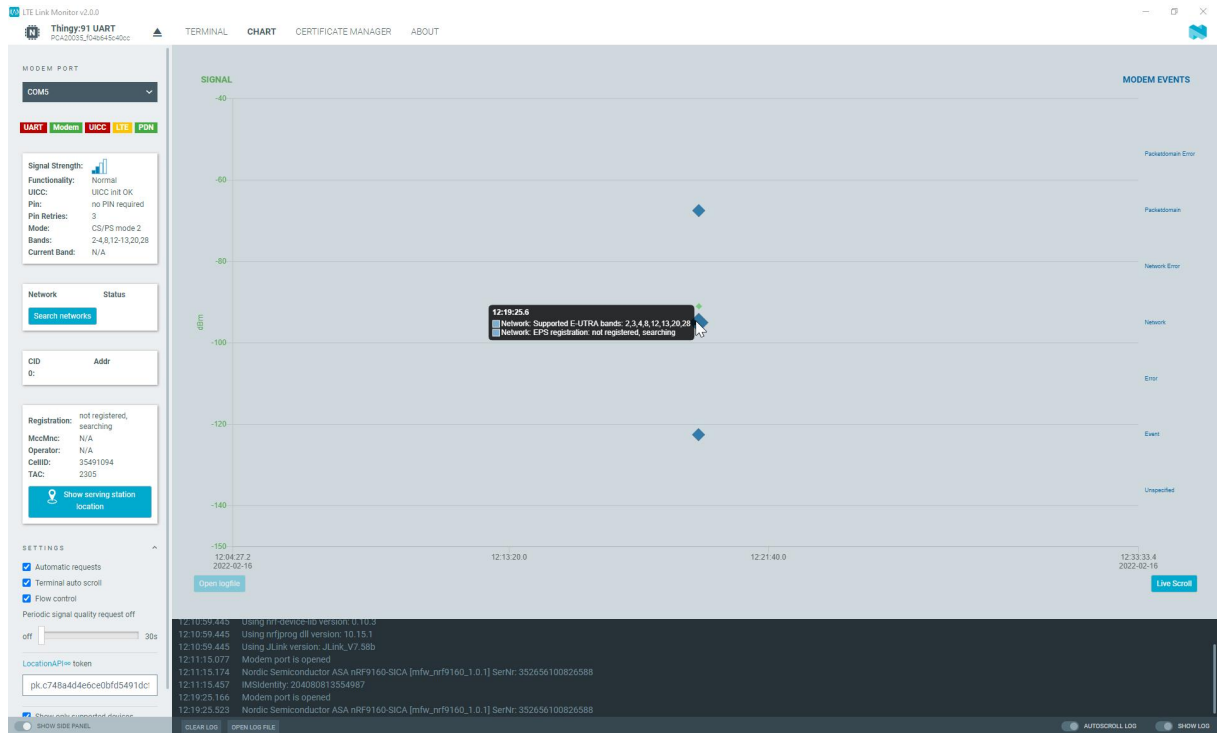 LTE Link Monitor v2.0.0
Thingy:91 UART
PCA20035_f04b645c40cc
TERMINAL CHART CERTIFICATE MANAGER ABOUT
MODEM PORT
COM5
UART Modem UICC LTE PDN
Signal Strength:
Functionality: Normal
UICC: UICC init OK
Pin: no PIN required
Pin Retries: 3
Mode: CS/PS mode 2
Bands: 2-4,8,12-13,20,28
Current Band: N/A
Network Status
Search networks
CID Addr
0:
Registration: not registered, searching
MccMnc: N/A
Operator: N/A
CellID: 35491094
TAC: 2305
Show serving station
location
SETTINGS
Automatic requests
Terminal auto scroll
Flow control
Periodic signal quality request off
off 30s
LocationAPI token
pk.c748a4d4e6ce0bfd5491dc
Show only supported devices
SHOW SIDE PANEL
SIGNAL
MODEM EVENTS
-40
-60
-80
-100
-120
-140
-150
dBm
Packetdomain Error
Packetdomain
Network Error
Network
Error
Event
Unspecified
12:19:25.6
Network: Supported E-UTRA bands: 2,3,4,8,12,13,20,28
Network: EPS registration: not registered, searching
12:04:27.2 12:13:20.0 12:21:40.0 12:33:33.4
2022-02-16 2022-02-16
Open logfile
Live Scroll
12:10:59.445 Using nrf-device-lib version: 0.10.3
12:10:59.445 Using nrfjprog dll version: 10.15.1
12:10:59.445 Using JLink version: JLink_V7.58b
12:11:15.077 Modem port is opened
12:11:15.174 Nordic Semiconductor ASA nRF9160-SICA [mfw_nrf9160_1.0.1] SerNr: 352656100826588
12:11:15.457 IMSIdentity: 204080813554987
12:19:25.166 Modem port is opened
12:19:25.523 Nordic Semiconductor ASA nRF9160-SICA [mfw_nrf9160_1.0.1] SerNr: 352656100826588
CLEAR LOG OPEN LOG FILE
AUTOSCROLL LOG SHOW LOG